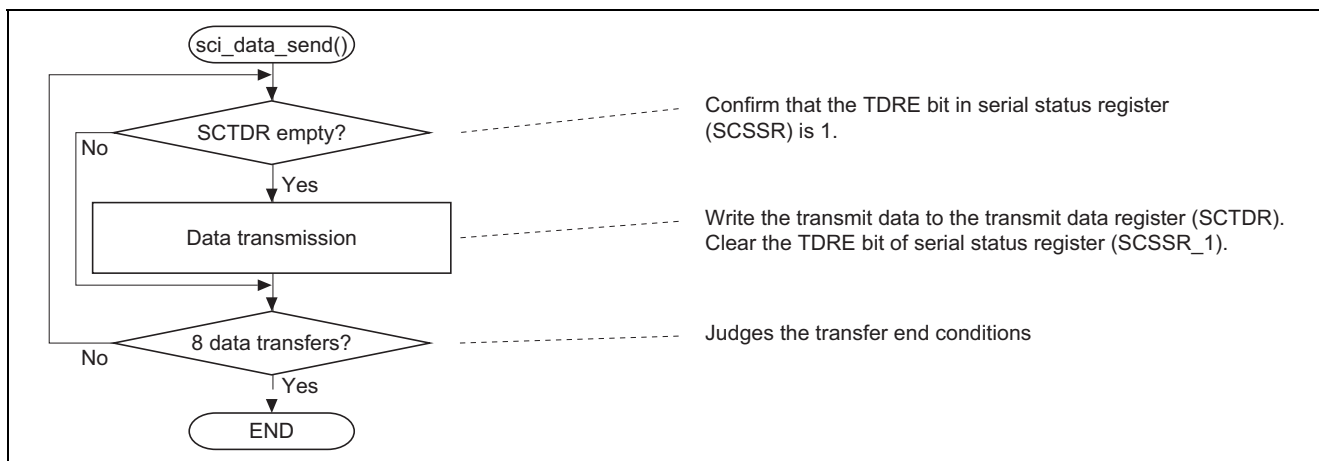 sci_data_send()
SCTDR empty?
Confirm that the TDRE bit in serial status register
(SCSSR) is 1.
No
Yes
Data transmission
Write the transmit data to the transmit data register (SCTDR).
Clear the TDRE bit of serial status register (SCSSR_1).
8 data transfers?
Judges the transfer end conditions
No
Yes
END